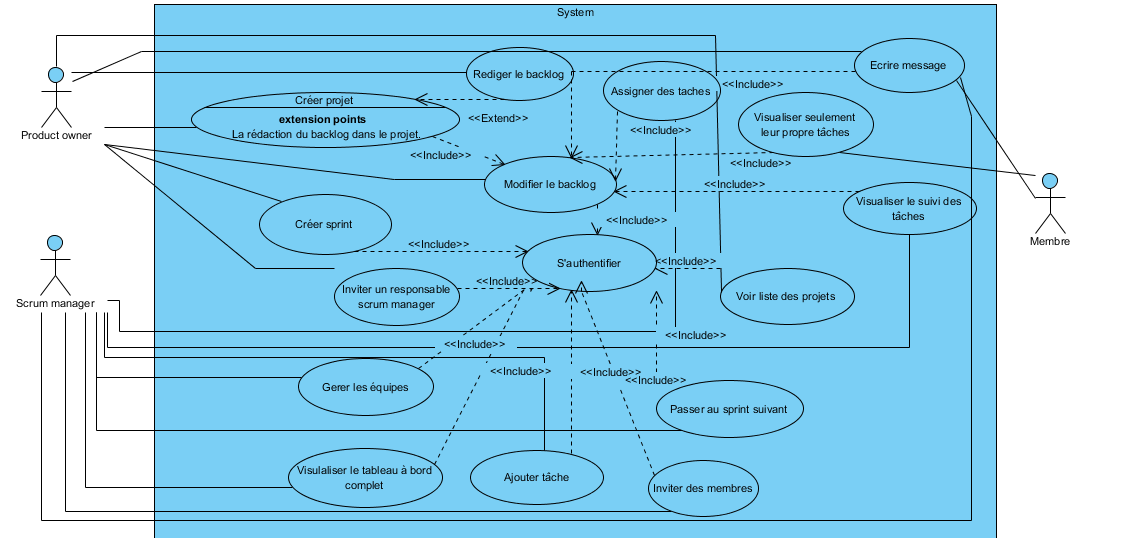 System
Product owner
Rediger le backlog
Ecrire message
Assigner des taches
<<Include>>
Créer projet
extension points
La rédaction du backlog dans le projet.
<<Extend>>
<<Include>>
Visualiser seulement
leur propre tâches
<<Include>>
<<Include>>
Modifier le backlog
<<Include>>
Visualiser le suivi des
tâches
Membre
Créer sprint
<<Include>>
<<Include>>
S'authentifier
<<Include>>
Scrum manager
Inviter un responsable
scrum manager
<<Include>>
Voir liste des projets
<<Include>>
<<Include>>
<<Include>>
<<Include>>
<<Include>>
Gerer les équipes
Passer au sprint suivant
Visulaliser le tableau à bord
complet
Ajouter tâche
Inviter des membres